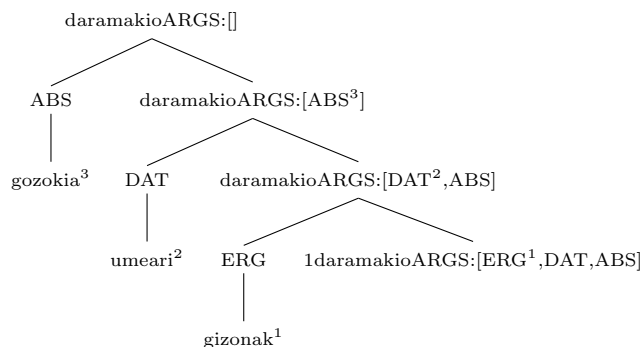 daramakioARGS:[]
ABS daramakioARGS:[ABS³]
gozokia³ DAT daramakioARGS:[DAT²,ABS]
umeari² ERG 1daramakioARGS:[ERG¹,DAT,ABS]
gizonak¹